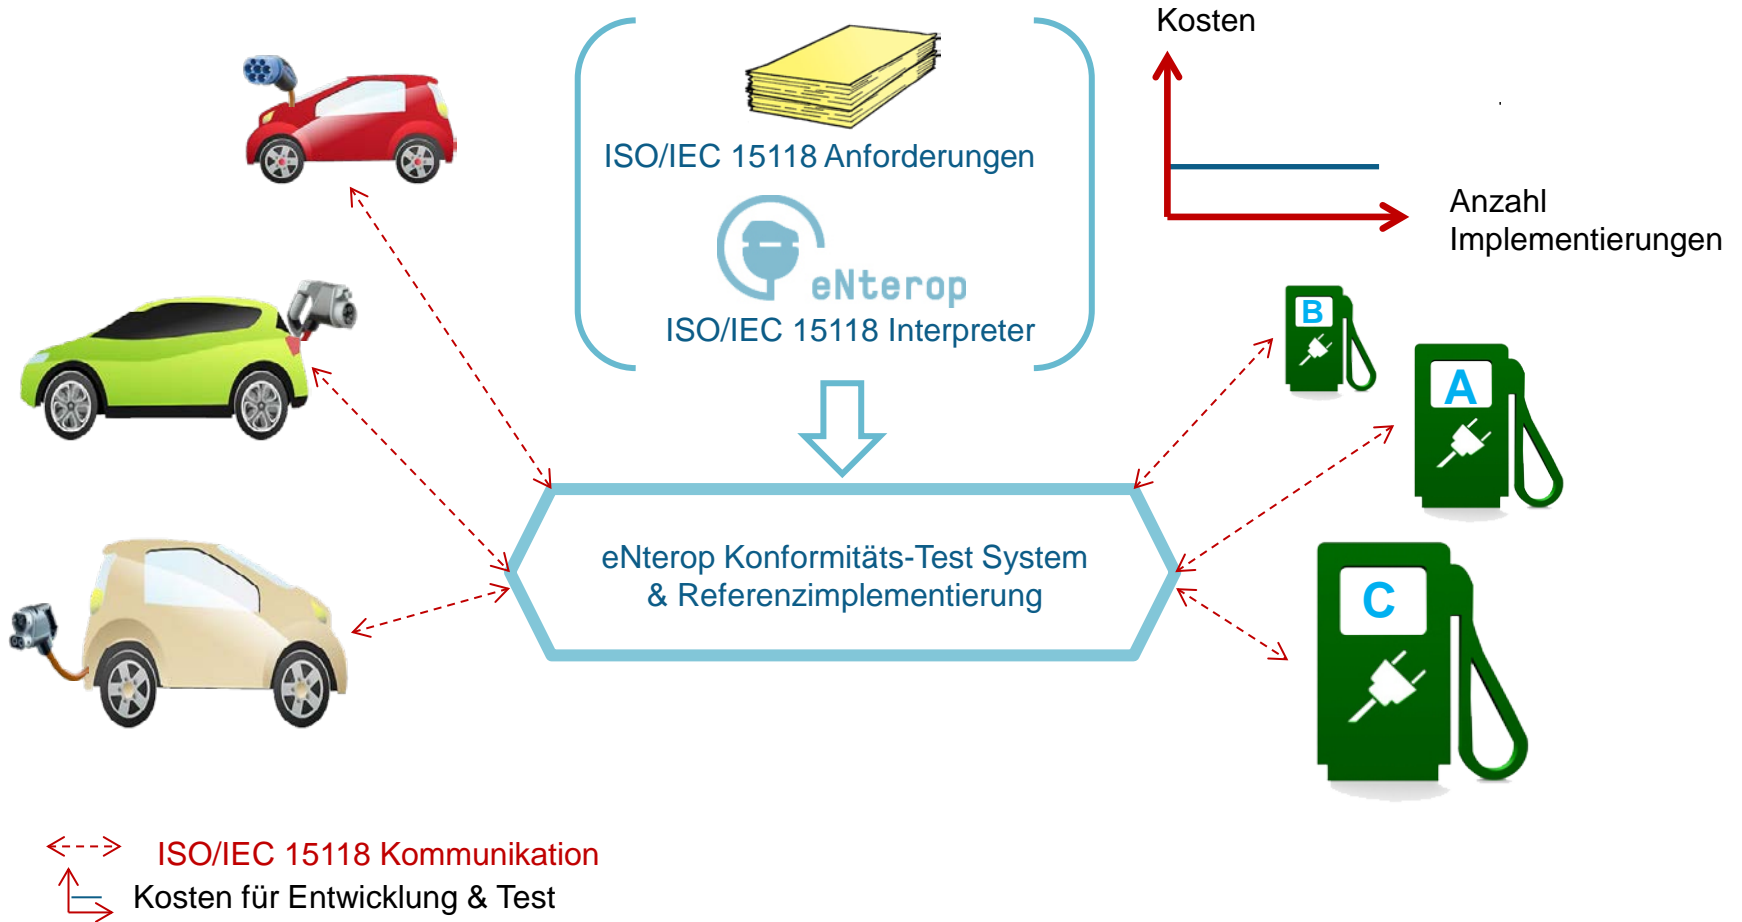 Kosten
ISO/IEC 15118 Anforderungen
Anzahl
Implementierungen
eNterop
ISO/IEC 15118 Interpreter
B
A
eNterop Konformitäts-Test System
& Referenzimplementierung
C
ISO/IEC 15118 Kommunikation
Kosten für Entwicklung & Test